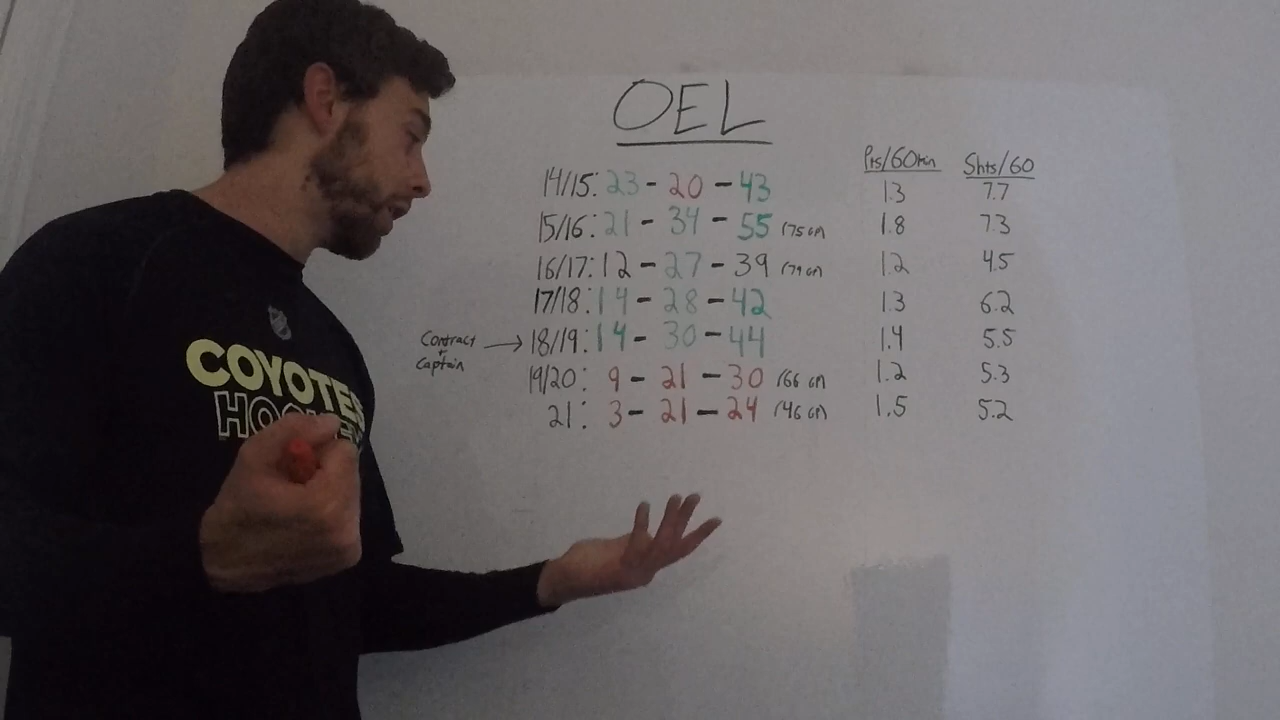 OEL
Pts/60min Shts/60
14/15: 23 - 20 - 43 1.3 7.7
15/16: 21 - 34 - 55 (75 GP) 1.8 7.3
16/17: 12 - 27 - 39 (79 GP) 1.2 4.5
17/18: 14 - 28 - 42 1.3 6.2
Contract + Captain → 18/19: 14 - 30 - 44 1.4 5.5
19/20: 9 - 21 - 30 (66 GP) 1.2 5.3
21: 3 - 21 - 24 (46 GP) 1.5 5.2
COYOTES